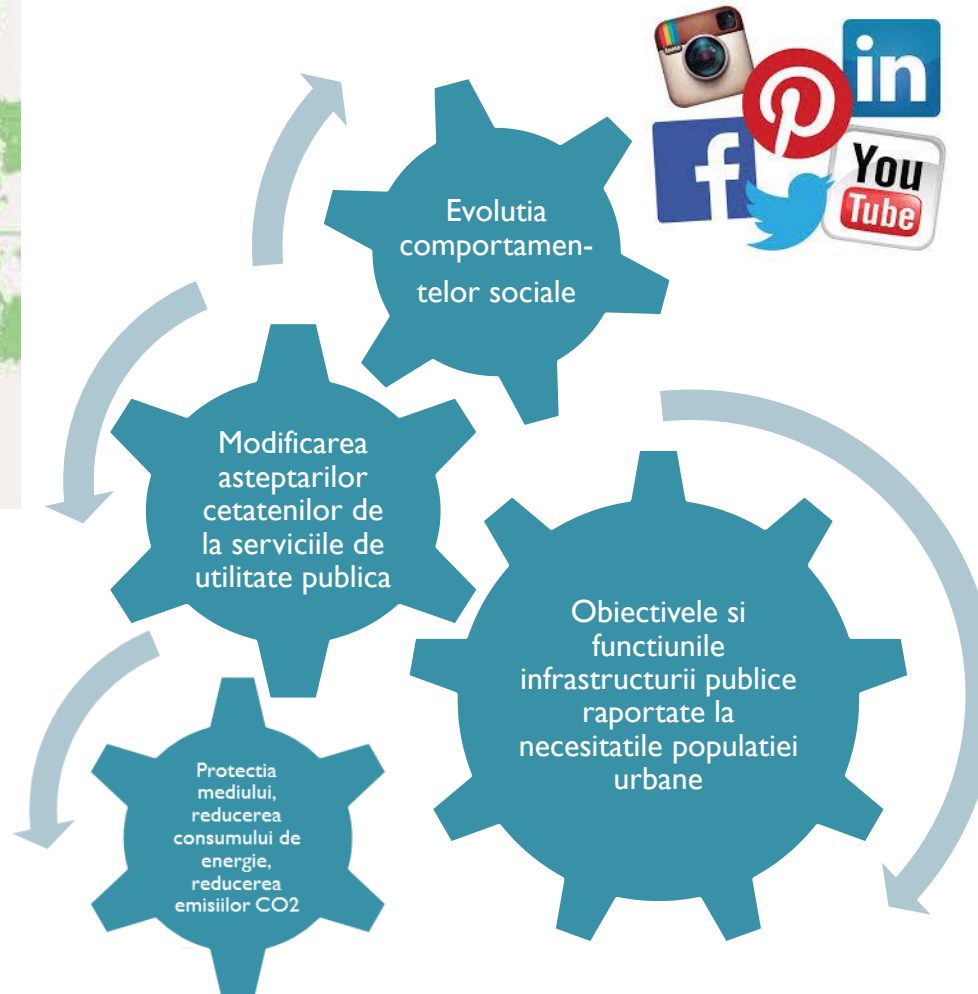 in
f
You
Tube
Evolutia
comportamen-
telor sociale
Modificarea
asteptarilor
cetatenilor de
la serviciile de
utilitate publica
Obiectivele si
functiunile
infrastructurii publice
raportate la
necesitatile populatiei
urbane
Protectia
mediului,
reducerea
consumului de
energie,
reducerea
emisiilor CO2